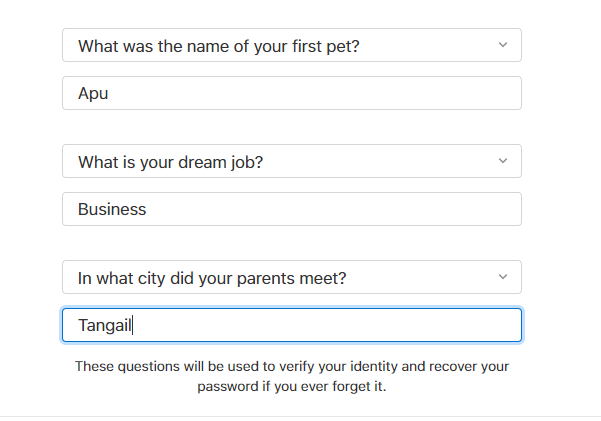 What was the name of your first pet?
Apu
What is your dream job?
Business
In what city did your parents meet?
Tangail
These questions will be used to verify your identity and recover your
password if you ever forget it.